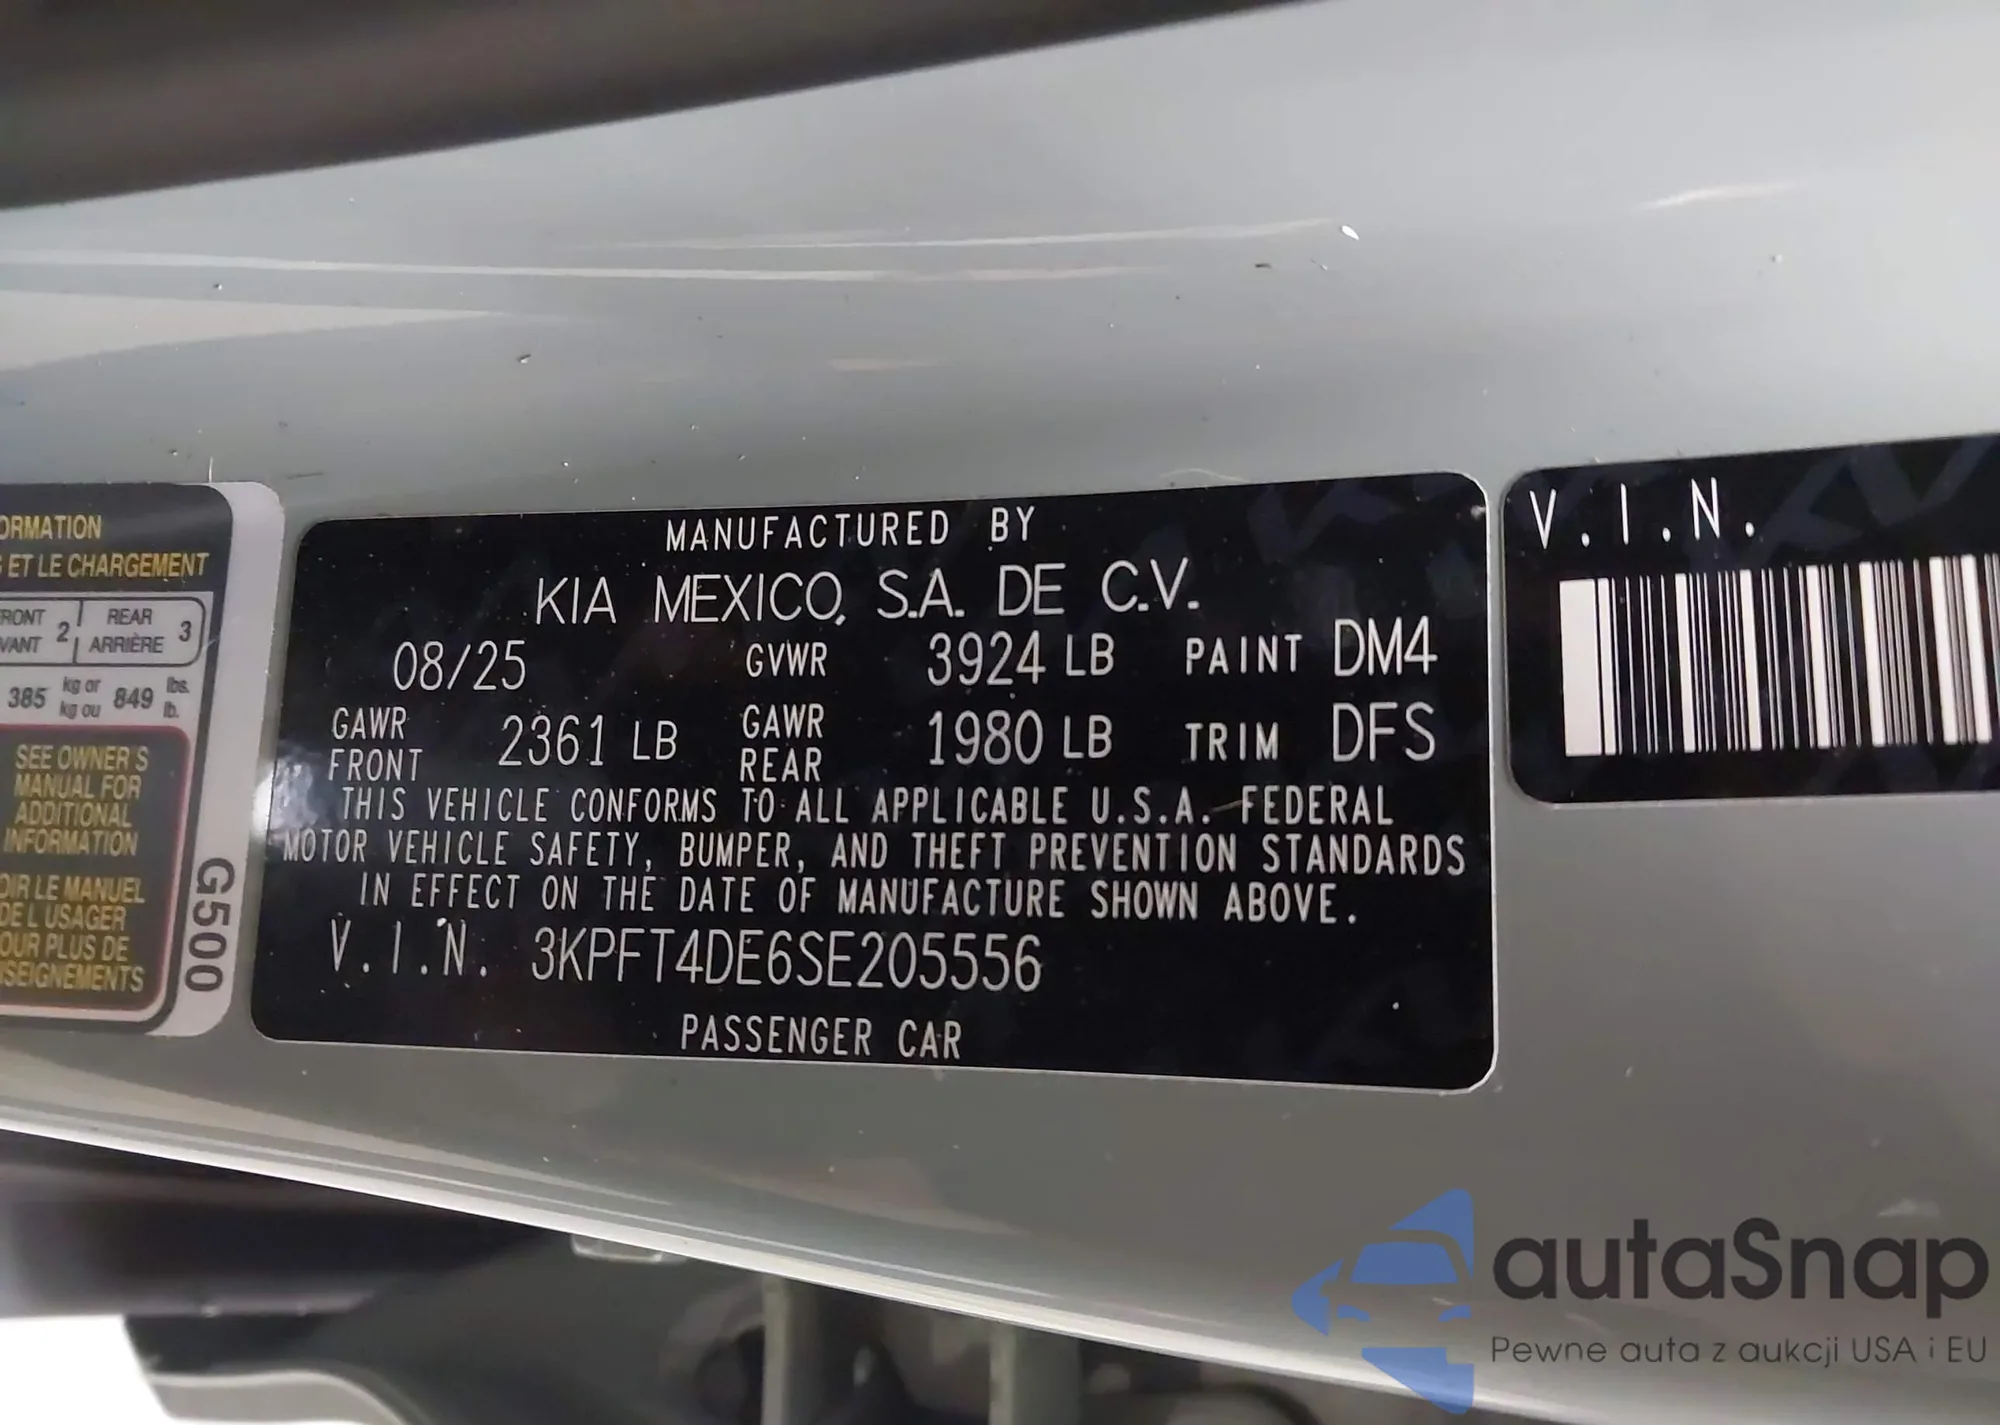 ORMATION
ET LE CHARGEMENT
RONT 2 REAR 3
VANT ARRIÈRE
385 kg or 849 lbs.
kg ou lb.
SEE OWNER'S
MANUAL FOR
ADDITIONAL
INFORMATION
OIR LE MANUEL
DE L'USAGER
OUR PLUS DE
NSEIGNEMENTS
G500
MANUFACTURED BY
KIA MEXICO, S.A. DE C.V.
08/25 GVWR 3924 LB PAINT DM4
GAWR FRONT 2361 LB GAWR REAR 1980 LB TRIM DFS
THIS VEHICLE CONFORMS TO ALL APPLICABLE U.S.A. FEDERAL
MOTOR VEHICLE SAFETY, BUMPER, AND THEFT PREVENTION STANDARDS
IN EFFECT ON THE DATE OF MANUFACTURE SHOWN ABOVE.
V.I.N. 3KPFT4DE6SE205556
PASSENGER CAR
V.I.N.
autaSnap
Pewne auta z aukcji USA i EU